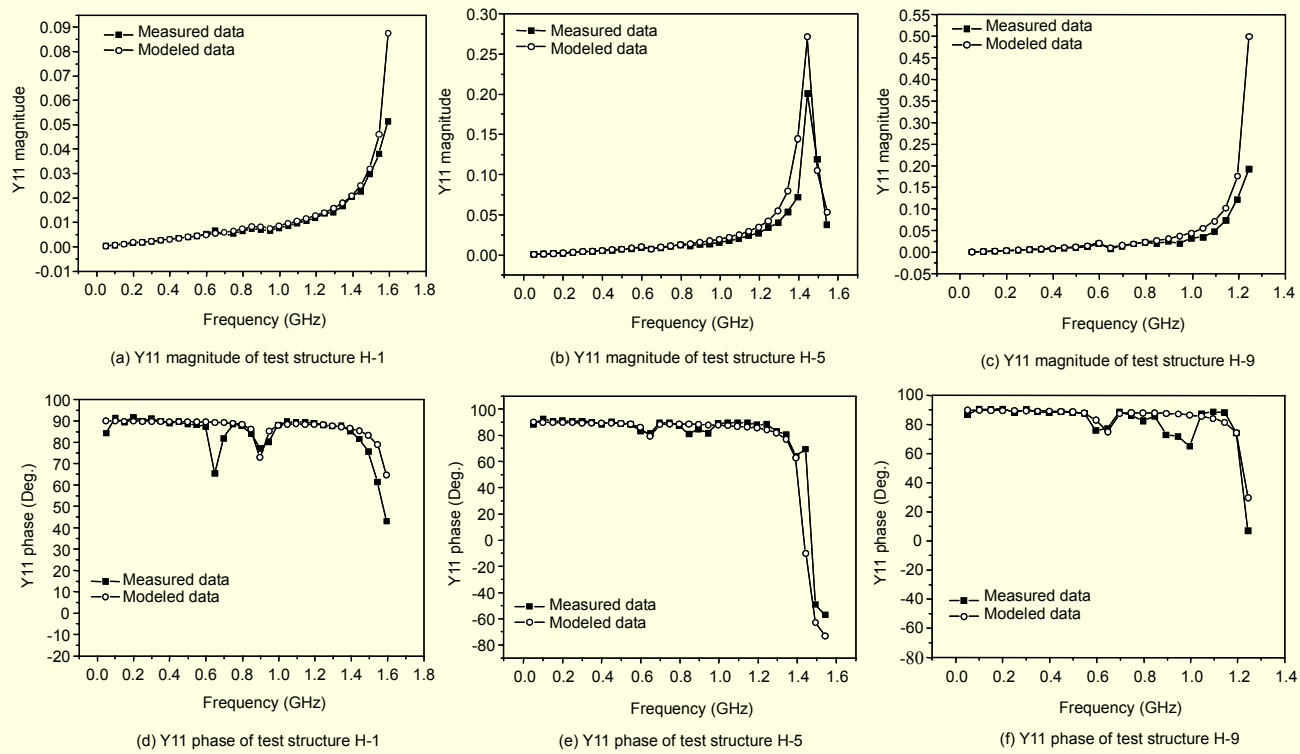 0.09
0.08
0.07
0.06
0.05
0.04
0.03
0.02
0.01
0.00
-0.01
Y11 magnitude
Measured data
Modeled data
0.0 0.2 0.4 0.6 0.8 1.0 1.2 1.4 1.6 1.8
Frequency (GHz)
(a) Y11 magnitude of test structure H-1
0.30
0.25
0.20
0.15
0.10
0.05
0.00
Y11 magnitude
Measured data
Modeled data
0.0 0.2 0.4 0.6 0.8 1.0 1.2 1.4 1.6
Frequency (GHz)
(b) Y11 magnitude of test structure H-5
0.55
0.50
0.45
0.40
0.35
0.30
0.25
0.20
0.15
0.10
0.05
0.00
-0.05
Y11 magnitude
Measured data
Modeled data
0.0 0.2 0.4 0.6 0.8 1.0 1.2 1.4
Frequency (GHz)
(c) Y11 magnitude of test structure H-9
100
90
80
70
60
50
40
30
100
10
0
-10
-20
Y11 phase (Deg.)
Measured data
Modeled data
0.0 0.2 0.4 0.6 0.8 1.0 1.2 1.4 1.6 1.8
Frequency (GHz)
(d) Y11 phase of test structure H-1
100
80
60
40
20
0
-20
-40
-60
-80
Y11 phase (Deg.)
Measured data
Modeled data
0.0 0.2 0.4 0.6 0.8 1.0 1.2 1.4 1.6
Frequency (GHz)
(e) Y11 phase of test structure H-5
100
80
60
40
20
0
-20
-40
-60
-80
Y11 phase (Deg.)
Measured data
Modeled data
0.0 0.2 0.4 0.6 0.8 1.0 1.2 1.4
Frequency (GHz)
(f) Y11 phase of test structure H-9